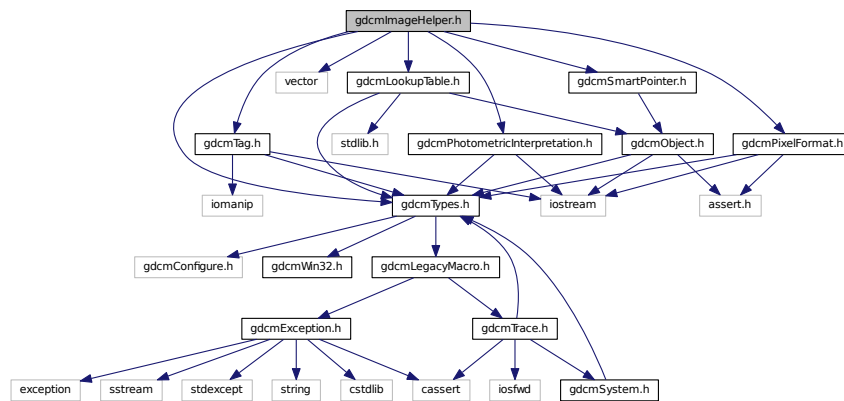 gdcmImageHelper.h
vector
gdcmLookupTable.h
gdcmSmartPointer.h
gdcmTag.h
stdlib.h
gdcmPhotometricInterpretation.h
gdcmObject.h
gdcmPixelFormat.h
iomanip
gdcmTypes.h
iostream
assert.h
gdcmConfigure.h
gdcmWin32.h
gdcmLegacyMacro.h
gdcmException.h
gdcmTrace.h
exception
sstream
stdexcept
string
cstdlib
cassert
iosfwd
gdcmSystem.h